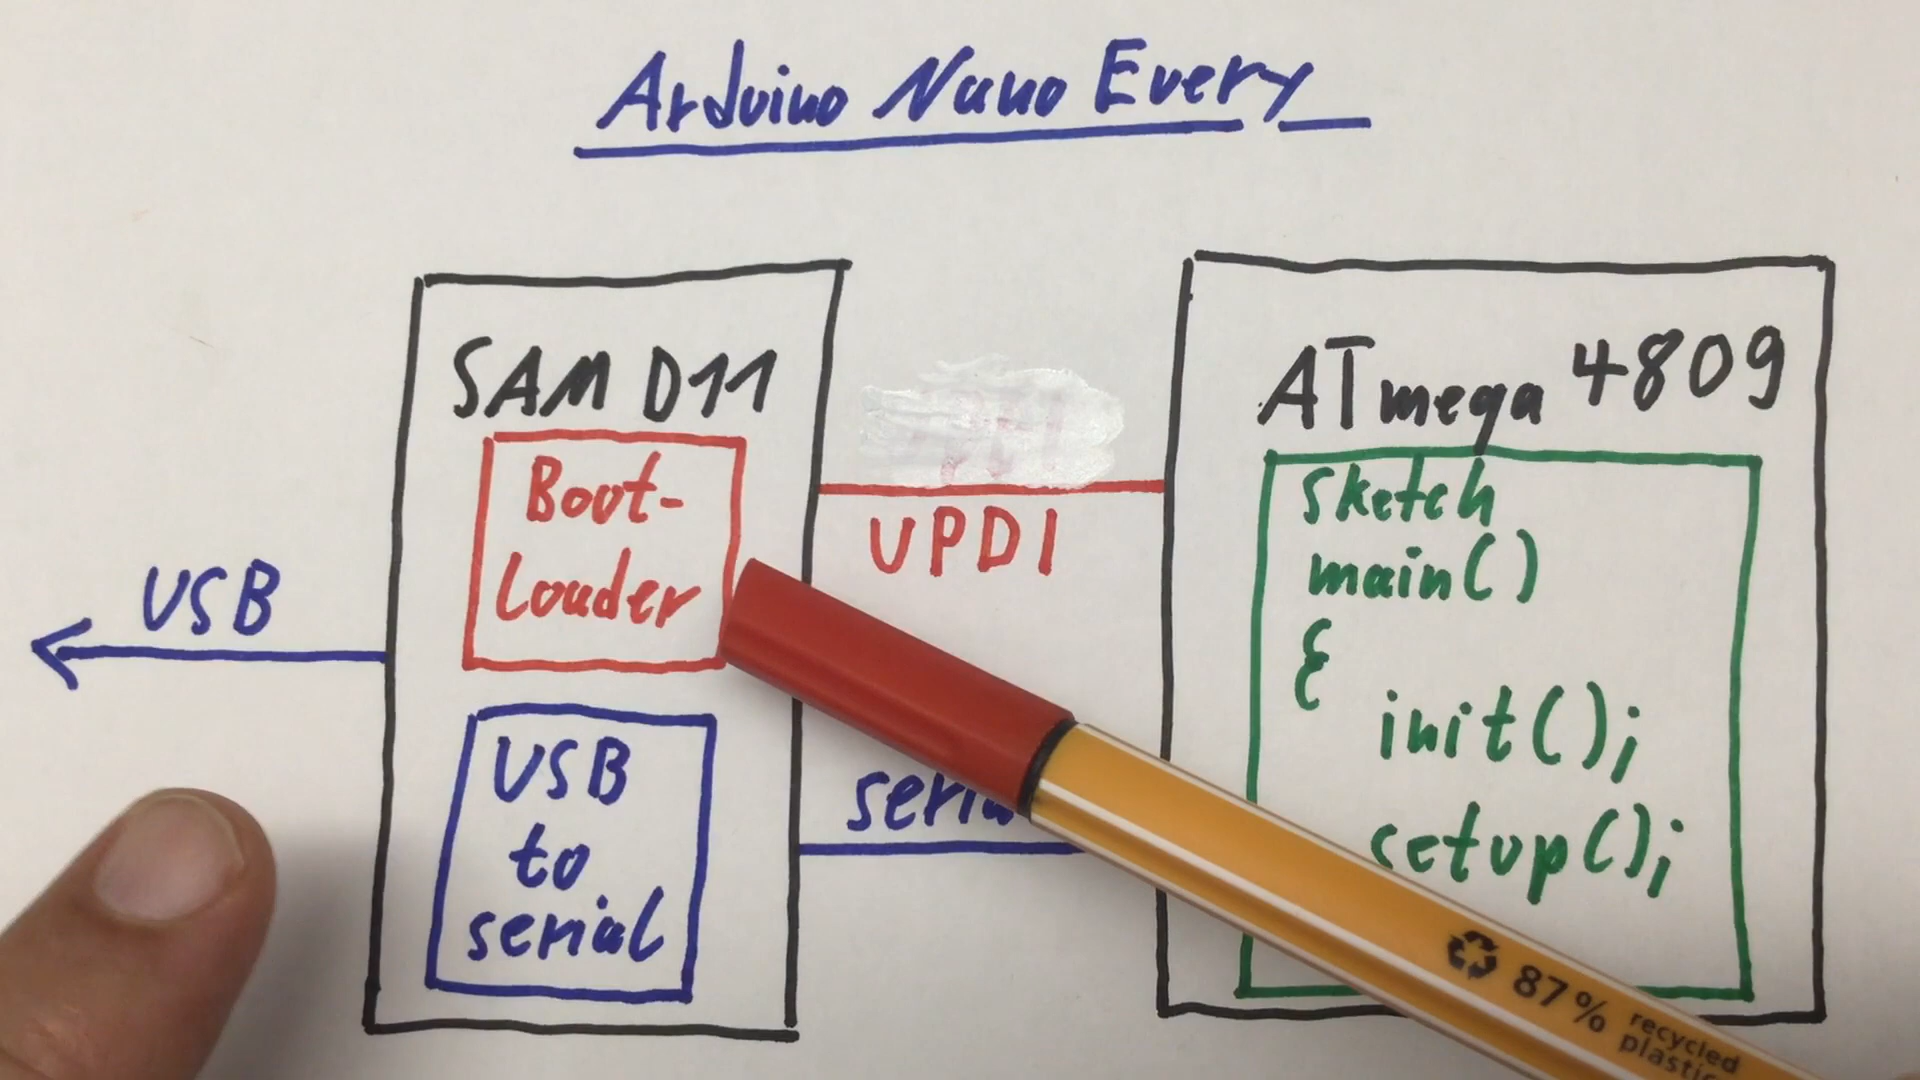 Arduino Nano Every
SAM D11
Boot-
Loader
USB
to
serial
USB
UPDI
ATmega 4809
Sketch
main()
{
init();
setup();
87% recycled
plastic